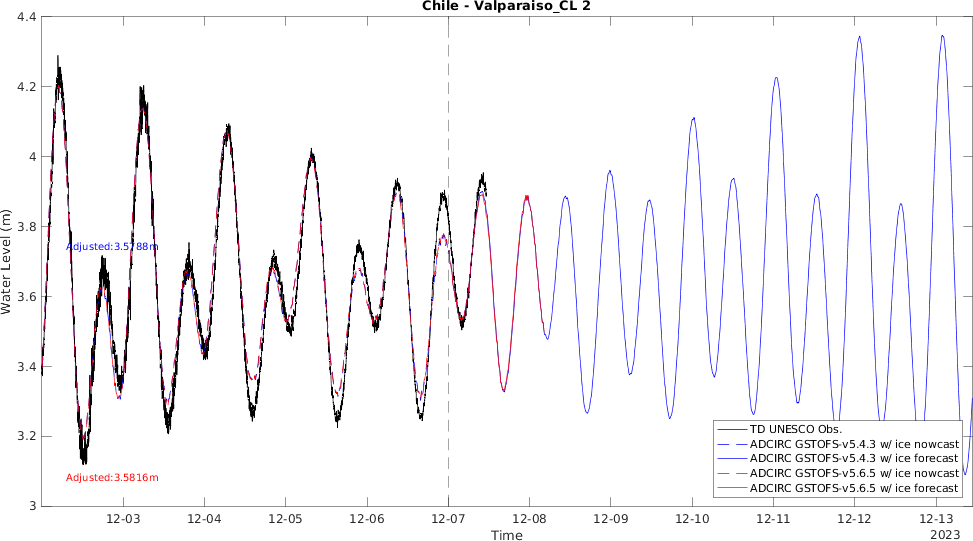 Chile - Valparaiso_CL 2
Water Level (m)
4.4
4.2
4
3.8
3.6
3.4
3.2
3
Adjusted:3.5788m
Adjusted:3.5816m
TD UNESCO Obs.
ADCIRC GSTOFS-v5.4.3 w/ ice nowcast
ADCIRC GSTOFS-v5.4.3 w/ ice forecast
ADCIRC GSTOFS-v5.6.5 w/ ice nowcast
ADCIRC GSTOFS-v5.6.5 w/ ice forecast
12-03 12-04 12-05 12-06 12-07 12-08 12-09 12-10 12-11 12-12 12-13
2023
Time